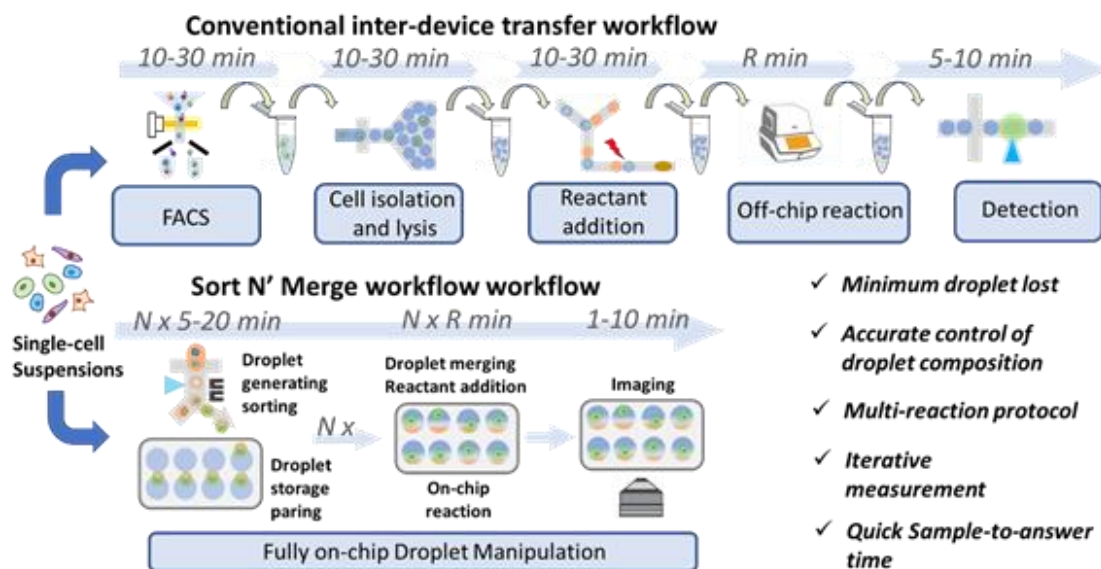 Conventional inter-device transfer workflow
10-30 min
10-30 min
10-30 min
R min
5-10 min
FACS
Cell isolation
and lysis
Reactant
addition
Off-chip reaction
Detection
Single-cell
Suspensions
Sort N’ Merge workflow workflow
N x 5-20 min
N x R min
1-10 min
Droplet
generating
sorting
Droplet
storage
paring
N x
Droplet merging
Reactant addition
On-chip
reaction
Imaging
Fully on-chip Droplet Manipulation
✓ Minimum droplet lost
✓ Accurate control of
droplet composition
✓ Multi-reaction protocol
✓ Iterative
measurement
✓ Quick Sample-to-answer
time